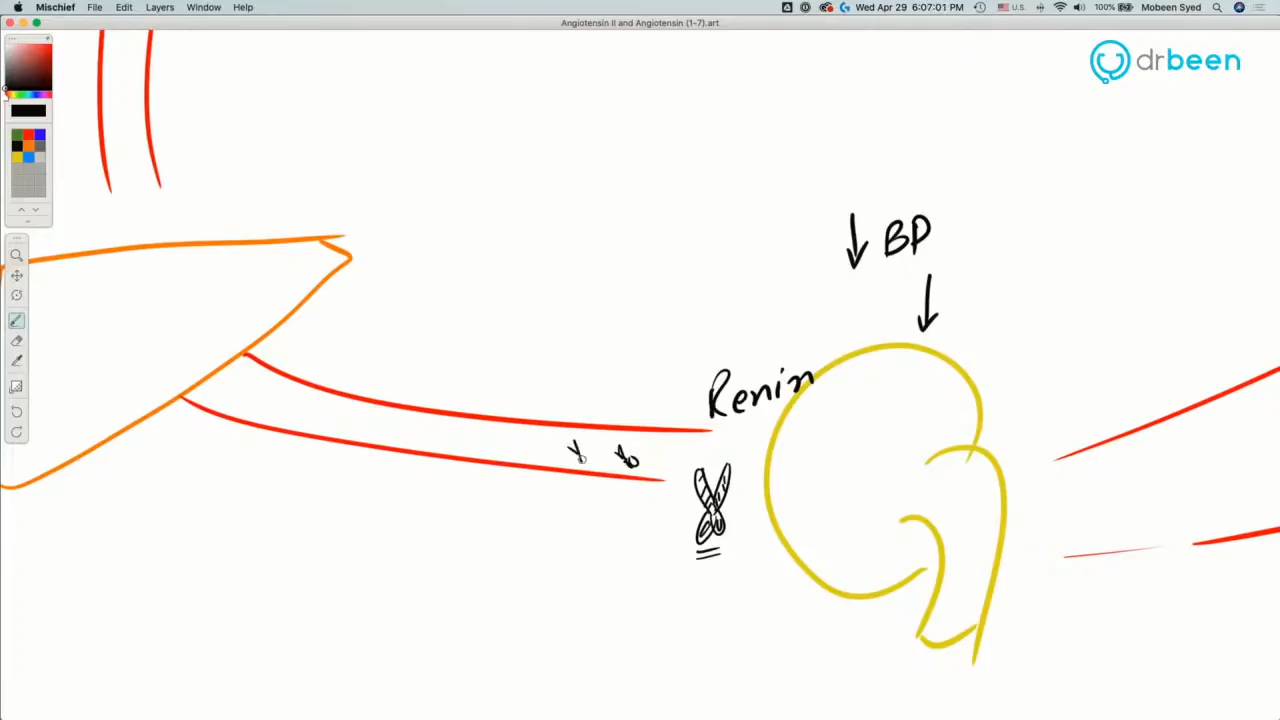 Mischief File Edit Layers Window Help U.S. 100% Wed Apr 29 6:07:01 PM Mobeen Syed
Angiotensin II and Angiotensin (1-7).art
drbeen
↓ BP
↓
Renin